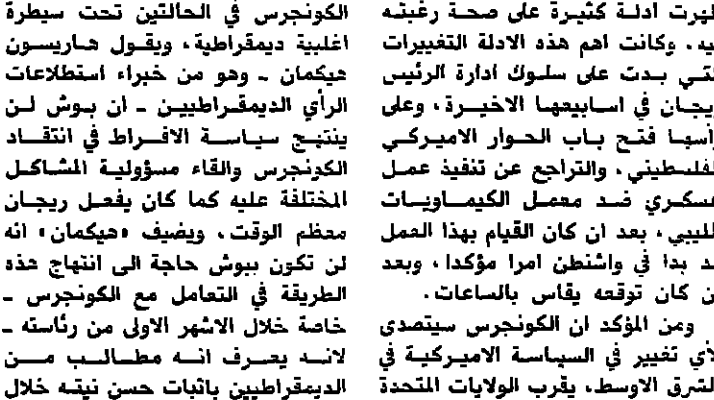 ظهرت ادلة كثيرة على صحة رغبته
فيه، وكانت اهم هذه الادلة التغييرات
التي بدت على سلوك ادارة الرئيس
ريجان في اسابيعها الاخيرة، وعلى
رأسها فتح باب الحوار الاميركي
الفلسطيني، والتراجع عن تنفيذ عمل
عسكري ضد معمل الكيماويات
الليبي، بعد ان كان القيام بهذا العمل
قد بدا في واشنطن امرا مؤكدا، وبعد
ان كان توقعه يقاس بالساعات.
ومن المؤكد ان الكونجرس سيتصدى
لاي تغيير في السياسة الاميركية في
الشرق الاوسط، يقرب الولايات المتحدة
الكونجرس في الحالتين تحت سيطرة
اغلبية ديمقراطية، ويقول هاريسون
هيكمان - وهو من خبراء استطلاعات
الرأي الديمقراطيين - ان بوش لن
ينتهج سياسة الافراط في انتقاد
الكونجرس والقاء مسؤولية المشاكل
المختلفة عليه كما كان يفعل ريجان
معظم الوقت، ويضيف «هيكمان» انه
لن تكون ببوش حاجة الى انتهاج هذه
الطريقة في التعامل مع الكونجرس -
خاصة خلال الاشهر الاولى من رئاسته -
لانه يعرف انه مطالب من
الديمقراطيين باثبات حسن نيته خلال